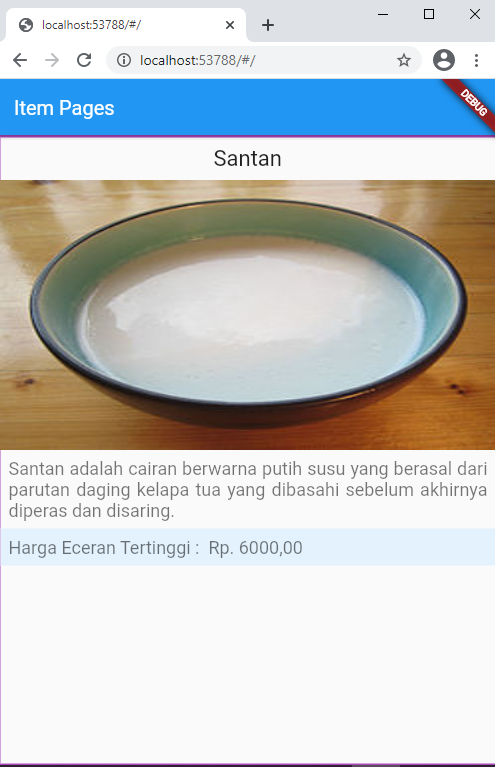 localhost:53788/#/
localhost:53788/#/
Item Pages
DEBUG
Santan
Santan adalah cairan berwarna putih susu yang berasal dari
parutan daging kelapa tua yang dibasahi sebelum akhirnya
diperas dan disaring.
Harga Eceran Tertinggi :  Rp. 6000,00